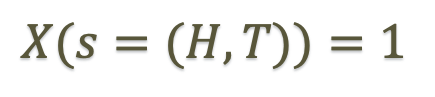 X(s = (H, T)) = 1